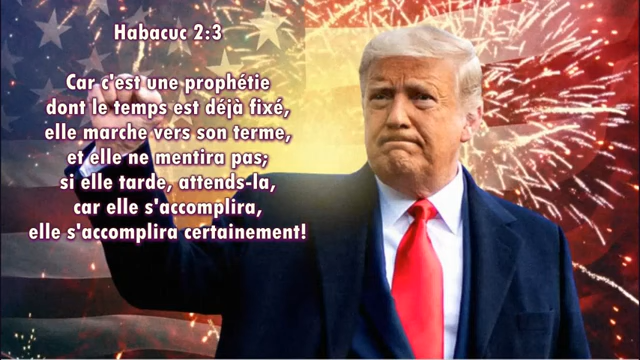 Habacuc 2:3
Car c'est une prophétie
dont le temps est déjà fixé,
elle marche vers son terme,
et elle ne mentira pas;
si elle tarde, attends-la,
car elle s'accomplira,
elle s'accomplira certainement!